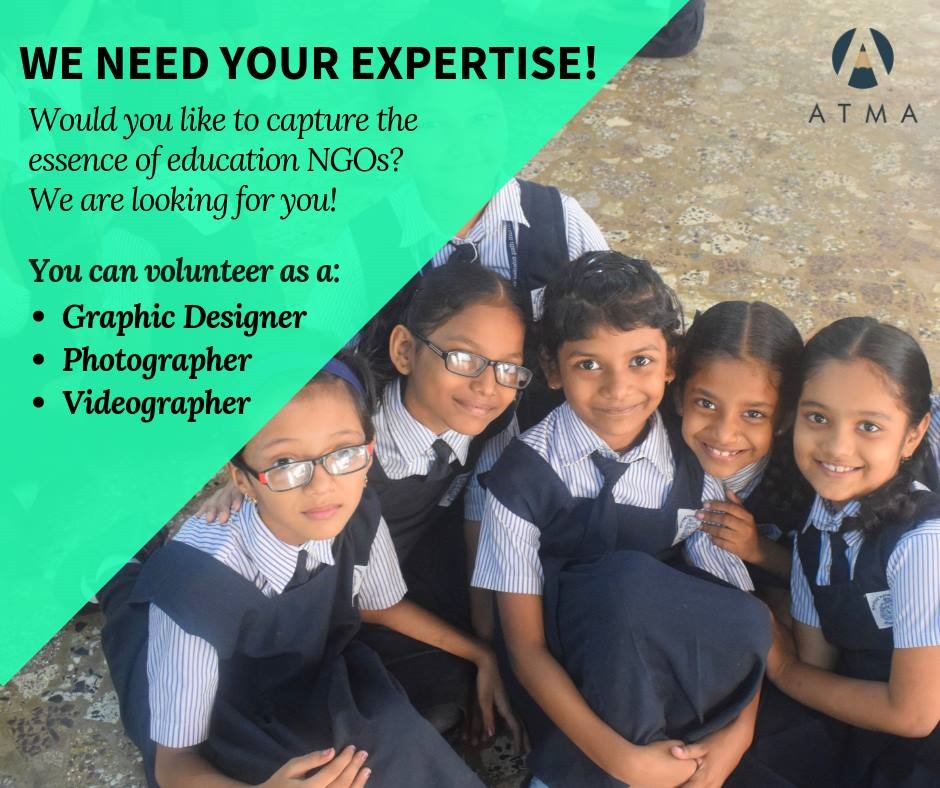 WE NEED YOUR EXPERTISE!
Would you like to capture the
essence of education NGOs?
We are looking for you!
You can volunteer as a:
• Graphic Designer
• Photographer
• Videographer
ATMA